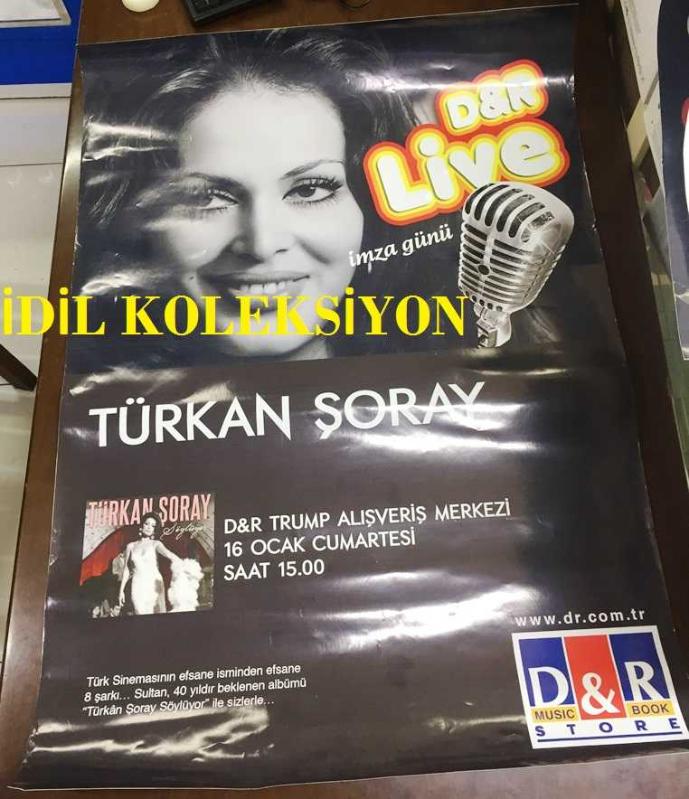 D&R
Live
imza günü
İDİL KOLEKSİYON
TÜRKAN ŞORAY
TÜRKAN ŞORAY
Söylüyor
D&R TRUMP ALIŞVERİŞ MERKEZİ
16 OCAK CUMARTESİ
SAAT 15.00
www.dr.com.tr
Türk Sinemasının efsane isminden efsane
8 şarkı... Sultan, 40 yıldır beklenen albümü
"Türkân Şoray Söylüyor" ile sizlerle...
D&R
MUSIC BOOK
STORE